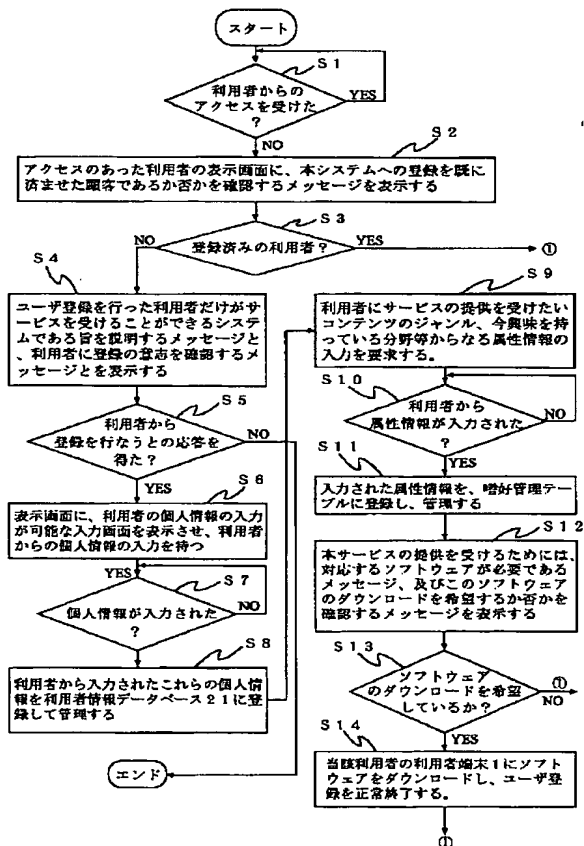 スタート
S1
利用者からの
アクセスを受けた
?
YES
NO
S2
アクセスのあった利用者の表示画面に、本システムへの登録を既に
済ませた顧客であるか否かを確認するメッセージを表示する
S3
登録済みの利用者?
NO
YES
①
S4
ユーザ登録を行った利用者だけがサ
ービスを受けることができるシステ
ムである旨を説明するメッセージと
、利用者に登録の意志を確認するメ
ッセージとを表示する
S5
利用者から
登録を行なうとの応答を
得た?
NO
YES
S6
表示画面に、利用者の個人情報の入力
が可能な入力画面を表示させ、利用者
からの個人情報の入力を持つ
YES
S7
個人情報が入力された
?
NO
S8
利用者から入力されたこれらの個人情
報を利用者情報データベース21に登
録して管理する
エンド
S9
利用者にサービスの提供を受けたい
コンテンツのジャンル、今興味を持
っている分野等からなる属性情報の
入力を要求する。
S10
利用者から
属性情報が入力された
?
NO
YES
S11
入力された属性情報を、嗜好管理テー
ブルに登録し、管理する
S12
本サービスの提供を受けるためには、
対応するソフトウェアが必要である
メッセージ、及びこのソフトウェア
のダウンロードを希望するか否かを
確認するメッセージを表示する
S13
ソフトウェア
のダウンロードを希望
しているか?
NO
①
YES
S14
当該利用者の利用者端末1にソフト
ウェアをダウンロードし、ユーザ登
録を正常終了する。
①